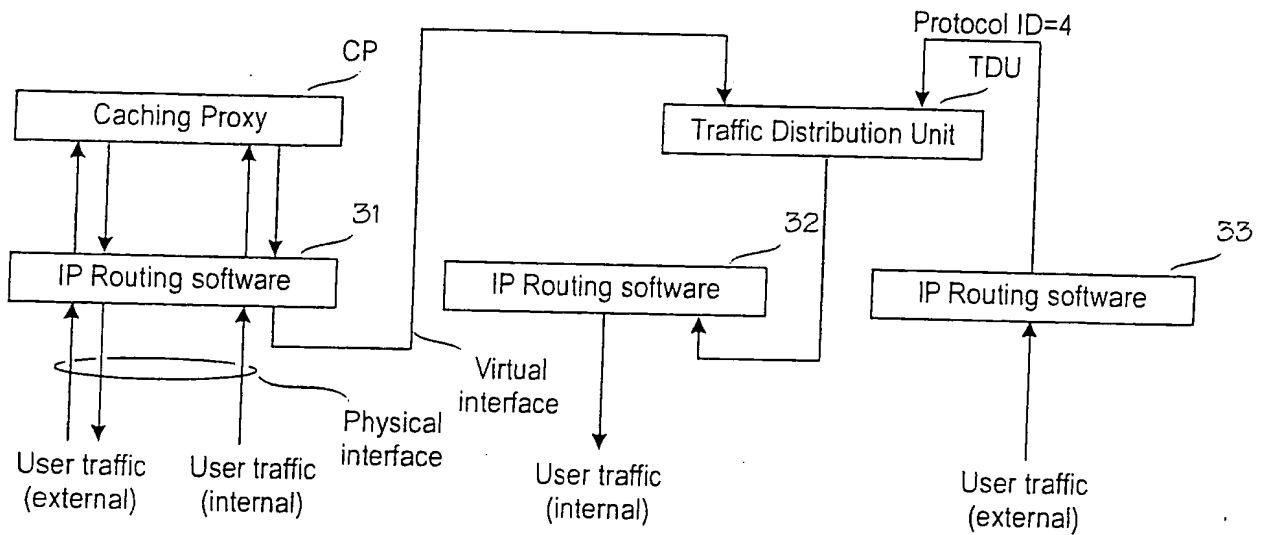 Protocol ID=4
CP
TDU
Caching Proxy
Traffic Distribution Unit
31
32
33
IP Routing software
IP Routing software
IP Routing software
Virtual
interface
Physical
interface
User traffic
(external)
User traffic
(internal)
User traffic
(internal)
User traffic
(external)